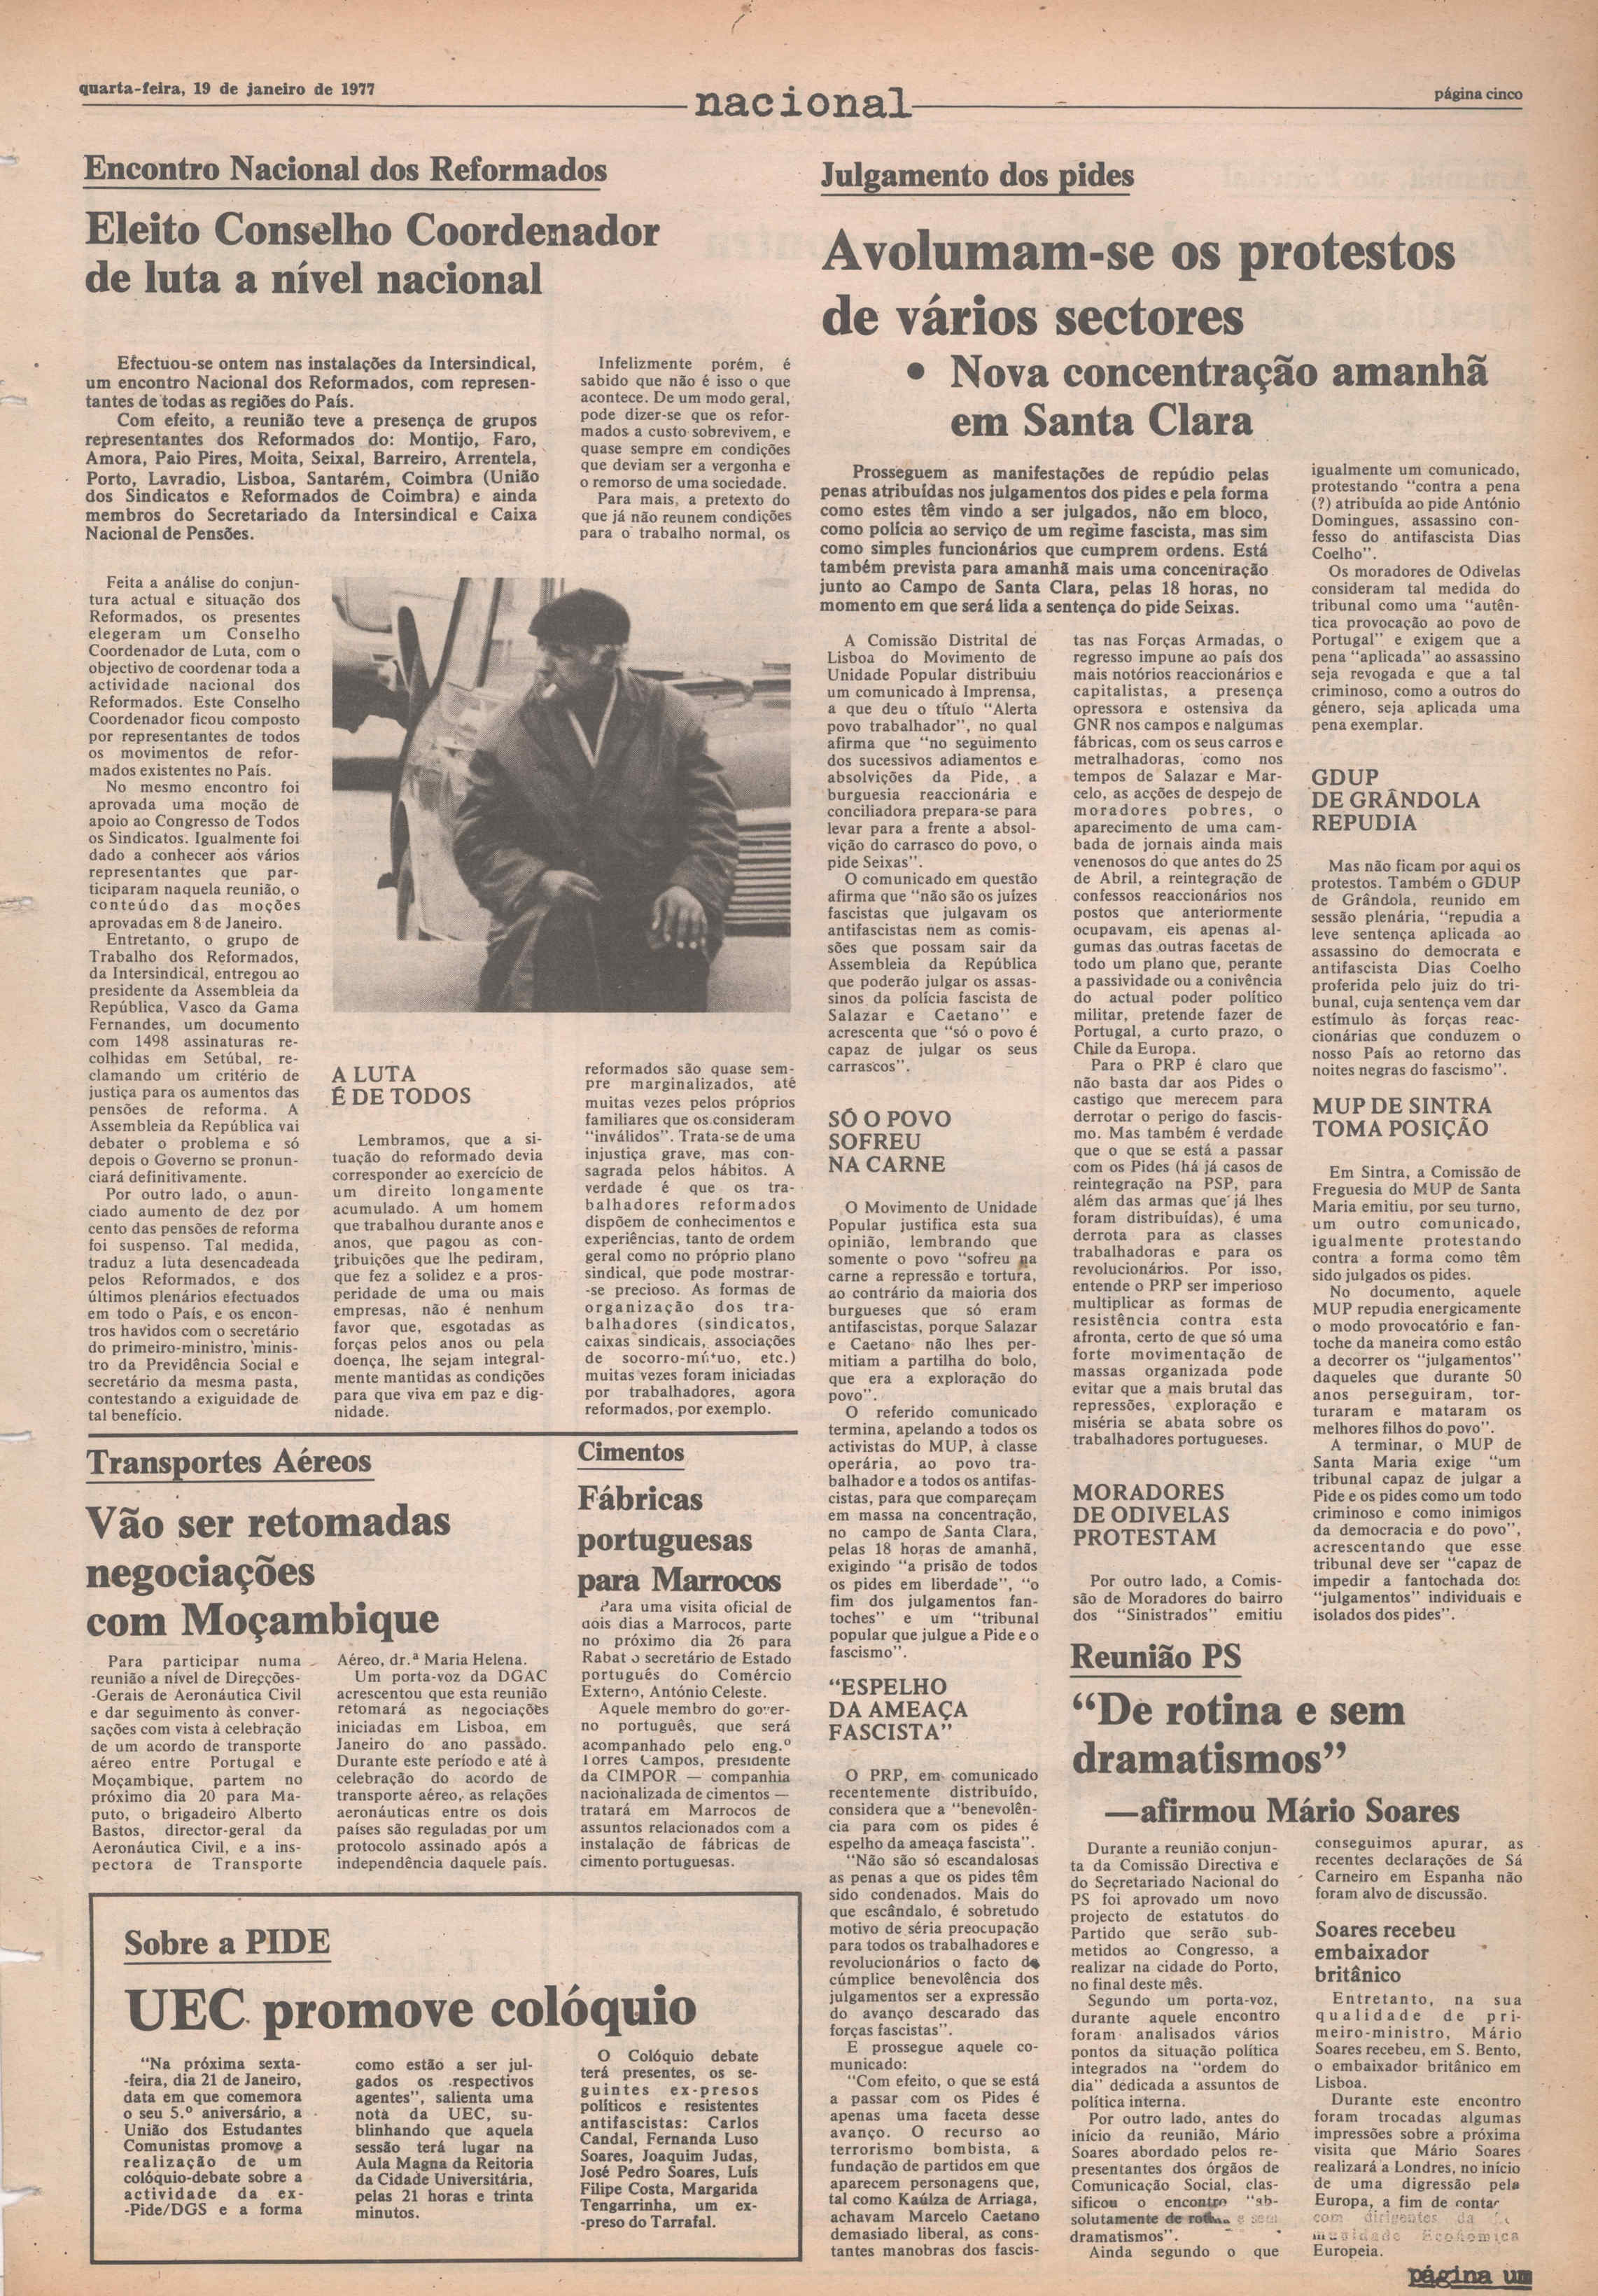 quarta-feira, 19 de janeiro de 1977
nacional
página cinco
Encontro Nacional dos Reformados
Eleito Conselho Coordenador
de luta a nível nacional
Efectuou-se ontem nas instalações da Intersindical,
um encontro Nacional dos Reformados, com represen-
tantes de todas as regiões do País.
Com efeito, a reunião teve a presença de grupos
representantes dos Reformados do: Montijo, Faro,
Amora, Paio Pires, Moita, Seixal, Barreiro, Arrentela,
Porto, Lavradio, Lisboa, Santarém, Coimbra (União
dos Sindicatos e Reformados de Coimbra) e ainda
membros do Secretariado da Intersindical e Caixa
Nacional de Pensões.
Feita a análise do conjun-
tura actual e situação dos
Reformados, os presentes
elegeram um Conselho
Coordenador de Luta, com o
objectivo de coordenar toda a
actividade nacional dos
Reformados. Este Conselho
Coordenador ficou composto
por representantes de todos
os movimentos de refor-
mados existentes no País.
No mesmo encontro foi
aprovada uma moção de
apoio ao Congresso de Todos
os Sindicatos. Igualmente foi
dado a conhecer aos vários
representantes que par-
ticiparam naquela reunião, o
conteúdo das moções
aprovadas em 8 de Janeiro.
Entretanto, o grupo de
Trabalho dos Reformados,
da Intersindical, entregou ao
presidente da Assembleia da
República, Vasco da Gama
Fernandes, um documento
com 1498 assinaturas re-
colhidas em Setúbal, re-
clamando um critério de
justiça para os aumentos das
pensões de reforma. A
Assembleia da República vai
debater o problema e só
depois o Governo se pronun-
ciará definitivamente.
Por outro lado, o anun-
ciado aumento de dez por
cento das pensões de reforma
foi suspenso. Tal medida,
traduz a luta desencadeada
pelos Reformados, e dos
últimos plenários efectuados
em todo o País, e os encon-
tros havidos com o secretário
do primeiro-ministro, minis-
tro da Previdência Social e
secretário da mesma pasta,
contestando a exiguidade de
tal benefício.
A LUTA
É DE TODOS
Lembramos, que a si-
tuação do reformado devia
corresponder ao exercício de
um direito longamente
acumulado. A um homem
que trabalhou durante anos e
anos, que pagou as con-
tribuições que lhe pediram,
que fez a solidez e a pros-
peridade de uma ou mais
empresas, não é nenhum
favor que, esgotadas as
forças pelos anos ou pela
doença, lhe sejam integral-
mente mantidas as condições
para que viva em paz e dig-
nidade.
Infelizmente porém, é
sabido que não é isso o que
acontece. De um modo geral,
pode dizer-se que os refor-
mados a custo sobrevivem, e
quase sempre em condições
que deviam ser a vergonha e
o remorso de uma sociedade.
Para mais, a pretexto do
que já não reunem condições
para o trabalho normal, os
reformados são quase sem-
pre marginalizados, até
muitas vezes pelos próprios
familiares que os consideram
"inválidos". Trata-se de uma
injustiça grave, mas con-
sagrada pelos hábitos. A
verdade é que os tra-
balhadores reformados
dispõem de conhecimentos e
experiências, tanto de ordem
geral como no próprio plano
sindical, que pode mostrar-
-se precioso. As formas de
organização dos tra-
balhadores (sindicatos,
caixas sindicais, associações
de socorro-mútuo, etc.)
muitas vezes foram iniciadas
por trabalhadores, agora
reformados, por exemplo.
Transportes Aéreos
Vão ser retomadas
negociações
com Moçambique
Para participar numa
reunião a nível de Direcções-
-Gerais de Aeronáutica Civil
e dar seguimento às conver-
sações com vista à celebração
de um acordo de transporte
aéreo entre Portugal e
Moçambique, partem no
próximo dia 20 para Ma-
puto, o brigadeiro Alberto
Bastos, director-geral da
Aeronáutica Civil, e a ins-
pectora de Transporte
Aéreo, dr.ª Maria Helena.
Um porta-voz da DGAC
acrescentou que esta reunião
retomará as negociações
iniciadas em Lisboa, em
Janeiro do ano passado.
Durante este período e até à
celebração do acordo de
transporte aéreo, as relações
aeronáuticas entre os dois
países são reguladas por um
protocolo assinado após a
independência daquele país.
Cimentos
Fábricas
portuguesas
para Marrocos
Para uma visita oficial de
dois dias a Marrocos, parte
no próximo dia 26 para
Rabat o secretário de Estado
português do Comércio
Externo, António Celeste.
Aquele membro do gover-
no português, que será
acompanhado pelo eng.º
Torres Campos, presidente
da CIMPOR — companhia
nacionalizada de cimentos —
tratará em Marrocos de
assuntos relacionados com a
instalação de fábricas de
cimento portuguesas.
Sobre a PIDE
UEC promove colóquio
"Na próxima sexta-
-feira, dia 21 de Janeiro,
data em que comemora
o seu 5.º aniversário, a
União dos Estudantes
Comunistas promove a
realização de um
colóquio-debate sobre a
actividade da ex-
-Pide/DGS e a forma
como estão a ser jul-
gados os respectivos
agentes", salienta uma
nota da UEC, su-
blinhando que aquela
sessão terá lugar na
Aula Magna da Reitoria
da Cidade Universitária,
pelas 21 horas e trinta
minutos.
O Colóquio debate
terá presentes, os se-
guintes ex-presos
políticos e resistentes
antifascistas: Carlos
Candal, Fernanda Luso
Soares, Joaquim Judas,
José Pedro Soares, Luís
Filipe Costa, Margarida
Tengarrinha, um ex-
-preso do Tarrafal.
Julgamento dos pides
Avolumam-se os protestos
de vários sectores
• Nova concentração amanhã
em Santa Clara
Prosseguem as manifestações de repúdio pelas
penas atribuídas nos julgamentos dos pides e pela forma
como estes têm vindo a ser julgados, não em bloco,
como polícia ao serviço de um regime fascista, mas sim
como simples funcionários que cumprem ordens. Está
também prevista para amanhã mais uma concentração
junto ao Campo de Santa Clara, pelas 18 horas, no
momento em que será lida a sentença do pide Seixas.
A Comissão Distrital de
Lisboa do Movimento de
Unidade Popular distribuiu
um comunicado à Imprensa,
a que deu o título "Alerta
povo trabalhador", no qual
afirma que "no seguimento
dos sucessivos adiamentos e
absolvições da Pide, a
burguesia reaccionária e
conciliadora prepara-se para
levar para a frente a absol-
vição do carrasco do povo, o
pide Seixas".
O comunicado em questão
afirma que "não são os juízes
fascistas que julgavam os
antifascistas nem as comis-
sões que possam sair da
Assembleia da República
que poderão julgar os assas-
sinos da polícia fascista de
Salazar e Caetano" e
acrescenta que "só o povo é
capaz de julgar os seus
carrascos".
SÓ O POVO
SOFREU
NA CARNE
O Movimento de Unidade
Popular justifica esta sua
opinião, lembrando que
somente o povo "sofreu na
carne a repressão e tortura,
ao contrário da maioria dos
burgueses que só eram
antifascistas, porque Salazar
e Caetano não lhes per-
mitiam a partilha do bolo,
que era a exploração do
povo".
O referido comunicado
termina, apelando a todos os
activistas do MUP, à classe
operária, ao povo tra-
balhador e a todos os antifas-
cistas, para que compareçam
em massa na concentração,
no campo de Santa Clara,
pelas 18 horas de amanhã,
exigindo "a prisão de todos
os pides em liberdade", "o
fim dos julgamentos fan-
toches" e um "tribunal
popular que julgue a Pide e o
fascismo".
"ESPELHO
DA AMEAÇA
FASCISTA"
O PRP, em comunicado
recentemente distribuído,
considera que a "benevolên-
cia para com os pides é
espelho da ameaça fascista".
"Não são só escandalosas
as penas a que os pides têm
sido condenados. Mais do
que escândalo, é sobretudo
motivo de séria preocupação
para todos os trabalhadores e
revolucionários o facto da
cúmplice benevolência dos
julgamentos ser a expressão
do avanço descarado das
forças fascistas".
E prossegue aquele co-
municado:
"Com efeito, o que se está
a passar com os Pides é
apenas uma faceta desse
avanço. O recurso ao
terrorismo bombista, a
fundação de partidos em que
aparecem personagens que,
tal como Kaúlza de Arriaga,
achavam Marcelo Caetano
demasiado liberal, as cons-
tantes manobras dos fascis-
tas nas Forças Armadas, o
regresso impune ao país dos
mais notórios reaccionários e
capitalistas, a presença
opressora e ostensiva da
GNR nos campos e nalgumas
fábricas, com os seus carros e
metralhadoras, como nos
tempos de Salazar e Mar-
celo, as acções de despejo de
moradores pobres, o
aparecimento de uma cam-
bada de jornais ainda mais
venenosos do que antes do 25
de Abril, a reintegração de
confessos reaccionários nos
postos que anteriormente
ocupavam, eis apenas al-
gumas das outras facetas de
todo um plano que, perante
a passividade ou a conivência
do actual poder político
militar, pretende fazer de
Portugal, a curto prazo, o
Chile da Europa.
Para o PRP é claro que
não basta dar aos Pides o
castigo que merecem para
derrotar o perigo do fascis-
mo. Mas também é verdade
que o que se está a passar
com os Pides (há já casos de
reintegração na PSP, para
além das armas que já lhes
foram distribuídas), é uma
derrota para as classes
trabalhadoras e para os
revolucionários. Por isso,
entende o PRP ser imperioso
multiplicar as formas de
resistência contra esta
afronta, certo de que só uma
forte movimentação de
massas organizada pode
evitar que a mais brutal das
repressões, exploração e
miséria se abata sobre os
trabalhadores portugueses.
MORADORES
DE ODIVELAS
PROTESTAM
Por outro lado, a Comis-
são de Moradores do bairro
dos "Sinistrados" emitiu
igualmente um comunicado,
protestando "contra a pena
(?) atribuída ao pide António
Domingues, assassino con-
fesso do antifascista Dias
Coelho".
Os moradores de Odivelas
consideram tal medida do
tribunal como uma "autên-
tica provocação ao povo de
Portugal" e exigem que a
pena "aplicada" ao assassino
seja revogada e que a tal
criminoso, como a outros do
género, seja aplicada uma
pena exemplar.
GDUP
DE GRÂNDOLA
REPUDIA
Mas não ficam por aqui os
protestos. Também o GDUP
de Grândola, reunido em
sessão plenária, "repudia a
leve sentença aplicada ao
assassino do democrata e
antifascista Dias Coelho
proferida pelo juiz do tri-
bunal, cuja sentença vem dar
estímulo às forças reac-
cionárias que conduzem o
nosso País ao retorno das
noites negras do fascismo".
MUP DE SINTRA
TOMA POSIÇÃO
Em Sintra, a Comissão de
Freguesia do MUP de Santa
Maria emitiu, por seu turno,
um outro comunicado,
igualmente protestando
contra a forma como têm
sido julgados os pides.
No documento, aquele
MUP repudia energicamente
o modo provocatório e fan-
toche da maneira como estão
a decorrer os "julgamentos"
daqueles que durante 50
anos perseguiram, tor-
turaram e mataram os
melhores filhos do povo".
A terminar, o MUP de
Santa Maria exige "um
tribunal capaz de julgar a
Pide e os pides como um todo
criminoso e como inimigos
da democracia e do povo",
acrescentando que esse
tribunal deve ser "capaz de
impedir a fantochada dos
"julgamentos" individuais e
isolados dos pides".
Reunião PS
"De rotina e sem
dramatismos"
—afirmou Mário Soares
Durante a reunião conjun-
ta da Comissão Directiva e
do Secretariado Nacional do
PS foi aprovado um novo
projecto de estatutos do
Partido que serão sub-
metidos ao Congresso, a
realizar na cidade do Porto,
no final deste mês.
Segundo um porta-voz,
durante aquele encontro
foram analisados vários
pontos da situação política
integrados na "ordem do
dia" dedicada a assuntos de
política interna.
Por outro lado, antes do
início da reunião, Mário
Soares abordado pelos re-
presentantes dos órgãos de
Comunicação Social, clas-
sificou o encontro "ab-
solutamente de rotina e sem
dramatismos".
Ainda segundo o que
conseguimos apurar, as
recentes declarações de Sá
Carneiro em Espanha não
foram alvo de discussão.
Soares recebeu
embaixador
britânico
Entretanto, na sua
qualidade de pri-
meiro-ministro, Mário
Soares recebeu, em S. Bento,
o embaixador britânico em
Lisboa.
Durante este encontro
foram trocadas algumas
impressões sobre a próxima
visita que Mário Soares
realizará a Londres, no início
de uma digressão pela
Europa, a fim de contac
com dirigentes da
Económica
Europeia.
página um